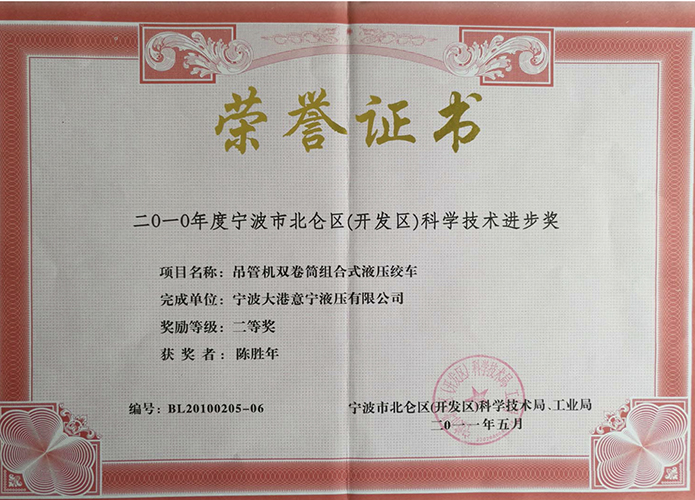 荣誉证书
二〇一〇年度宁波市北仑区(开发区)科学技术进步奖
项目名称：吊管机双卷筒组合式液压绞车
完成单位：宁波大港意宁液压有限公司
奖励等级：二等奖
获奖者：陈胜年
编号：BL20100205-06
宁波市北仑区(开发区)科学技术局、工业局
二〇一一年五月